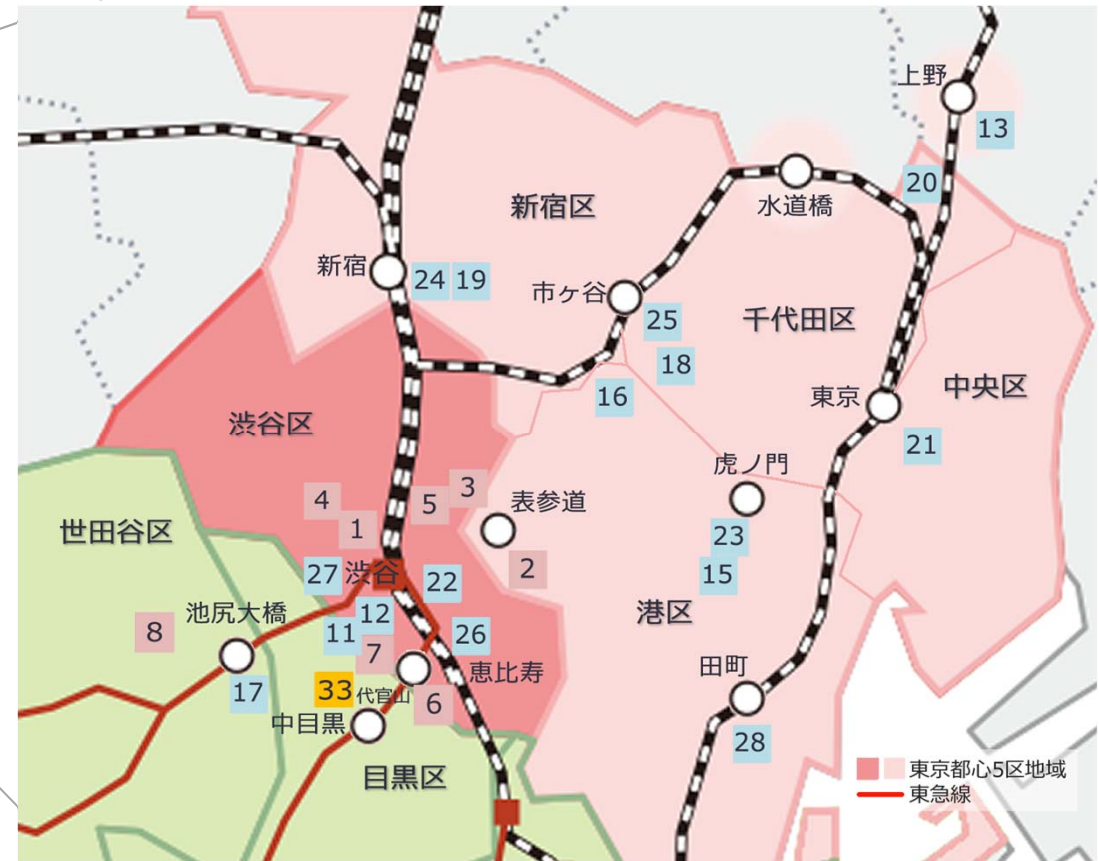 上野
13
20
水道橋
新宿区
新宿
24 19
市ヶ谷
25
千代田区
18
16
東京
中央区
21
渋谷区
虎ノ門
4
5
3
表参道
1
23
世田谷区
2
15
27
渋谷
22
池尻大橋
12
港区
8
11
26
7
恵比寿
田町
17
33
代官山
6
中目黒
28
目黒区
東京都心5区地域
東急線